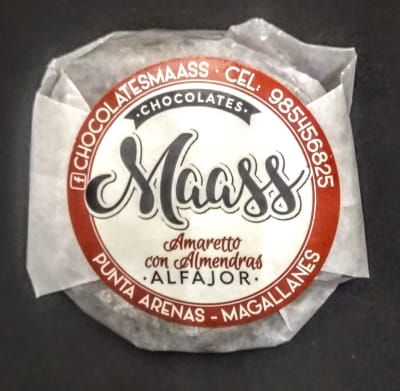 CHOCOLATESMAASS · CEL: 985456825
·CHOCOLATES·
Maass
Amaretto
con Almendras
·ALFAJOR·
PUNTA ARENAS - MAGALLANES